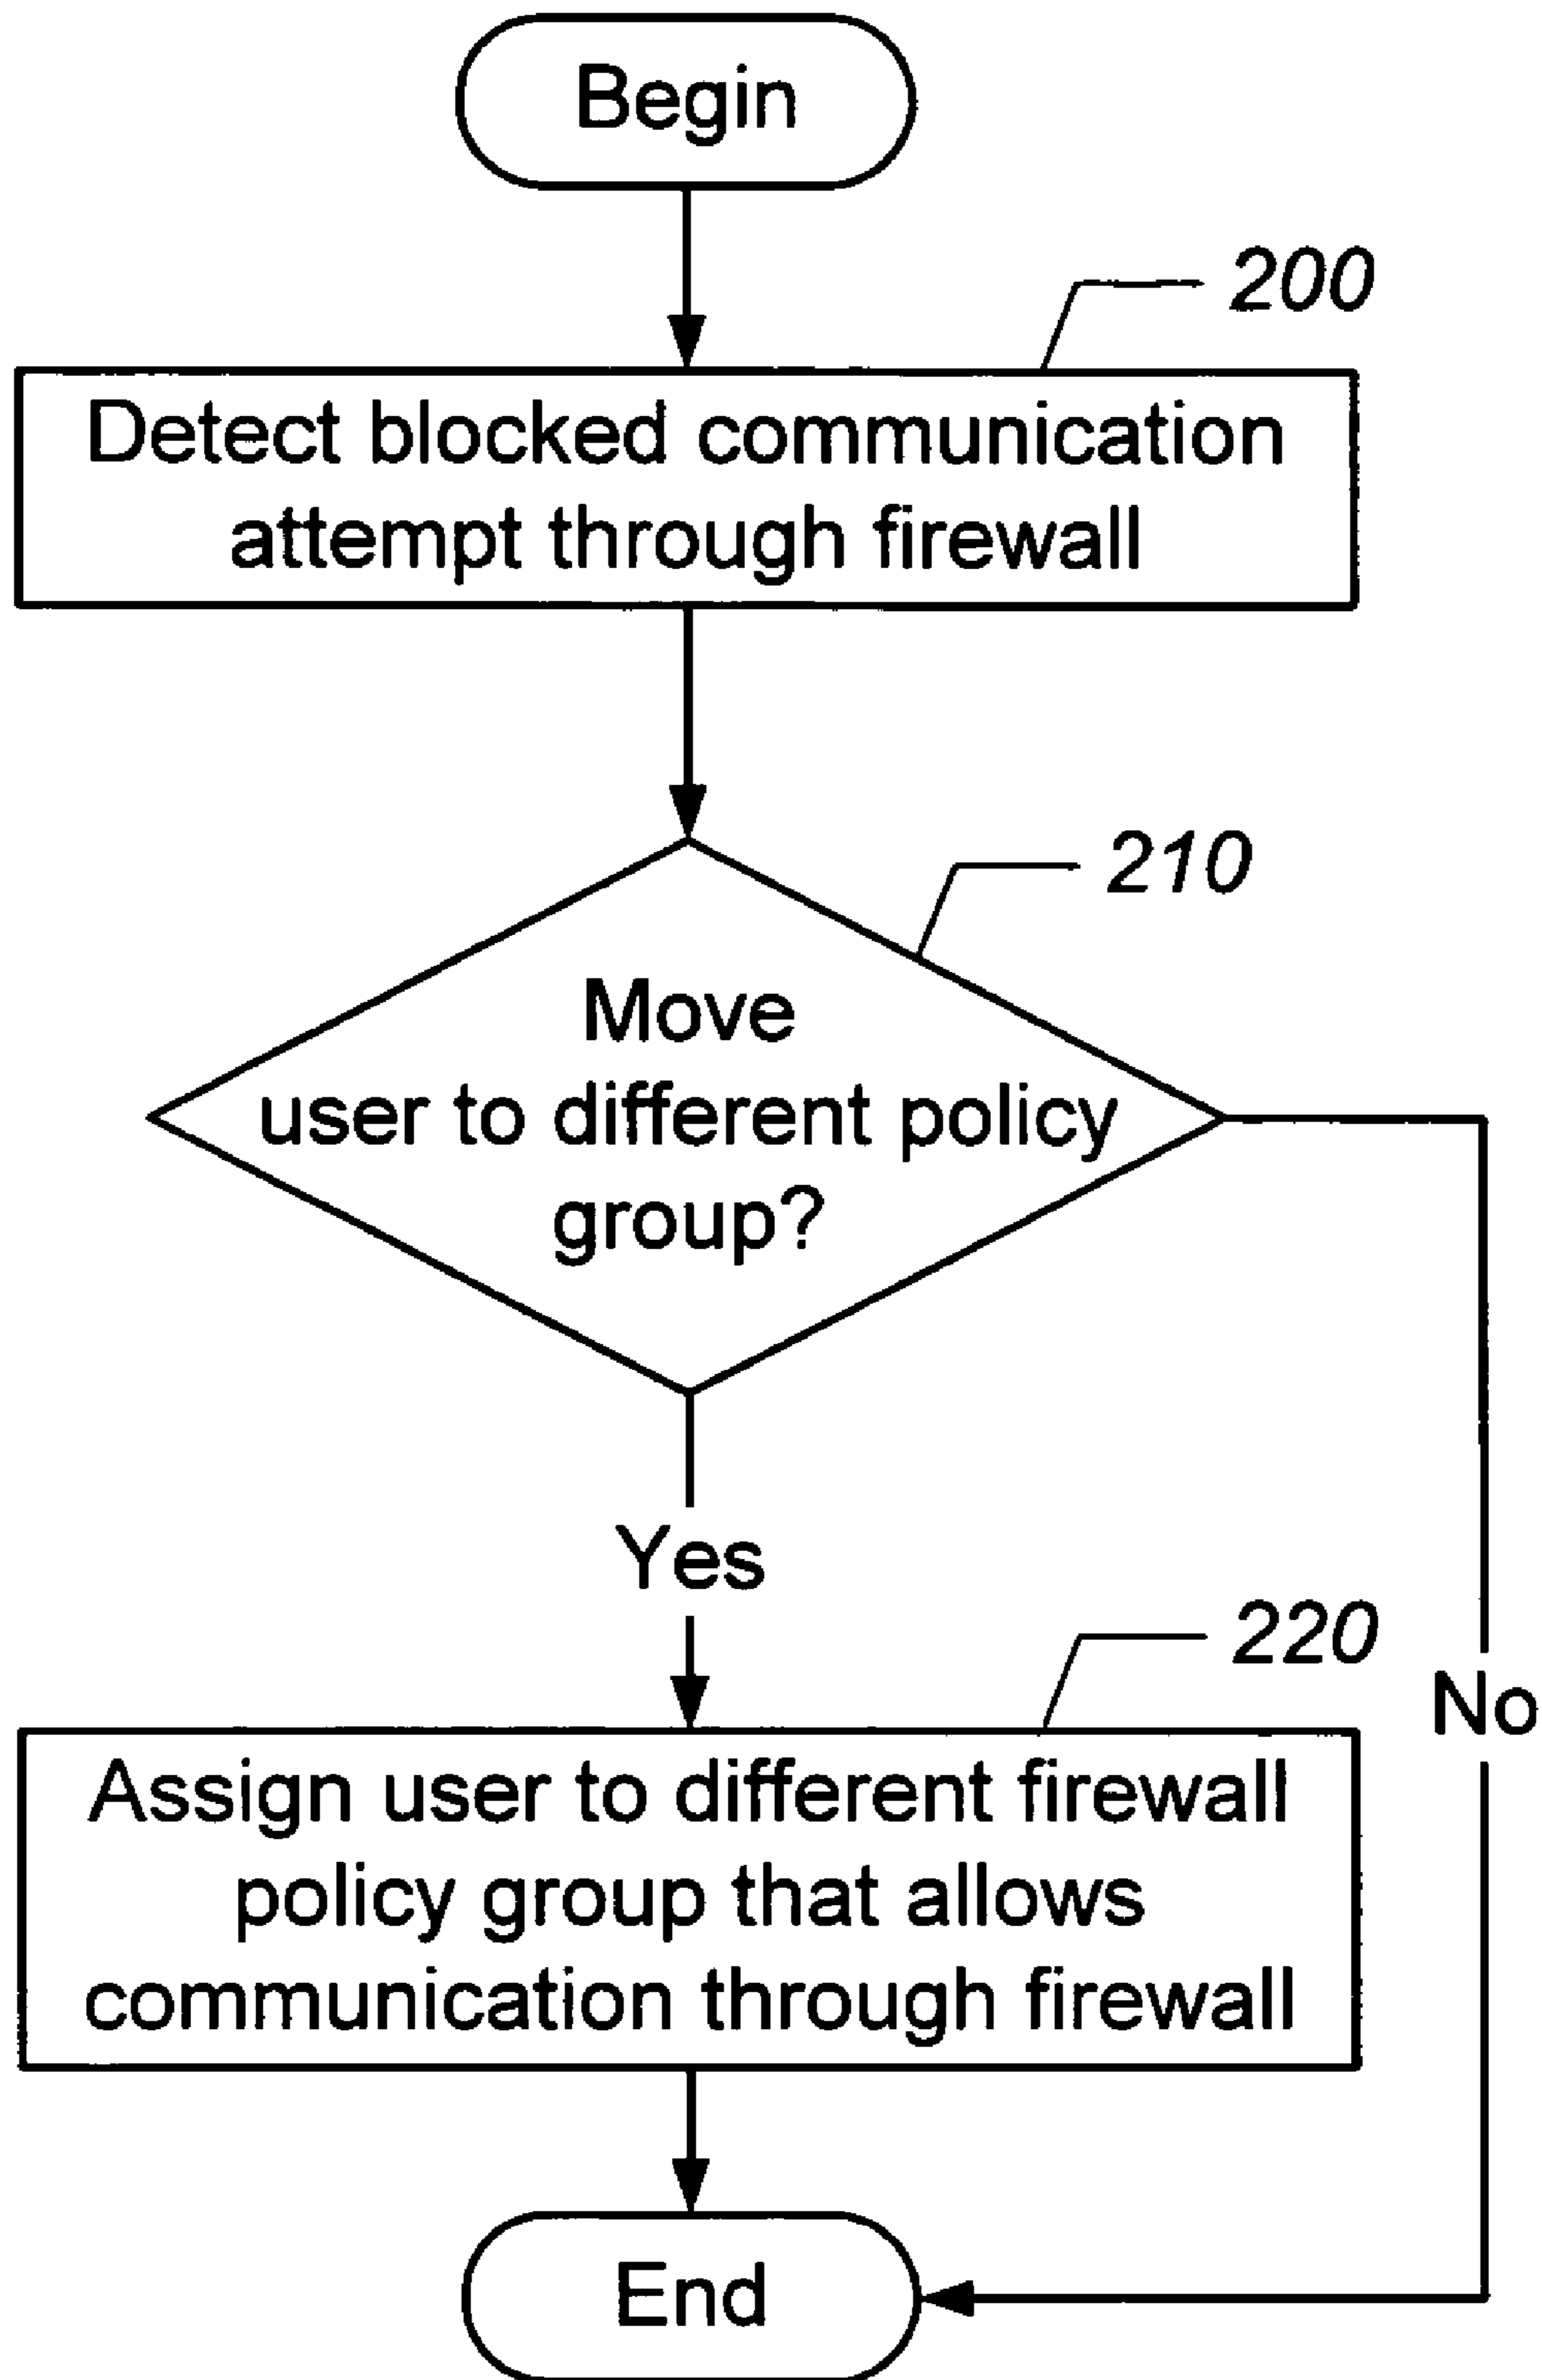 Begin
200
Detect blocked communication
attempt through firewall
210
Move
user to different policy
group?
Yes
220
No
Assign user to different firewall
policy group that allows
communication through firewall
End